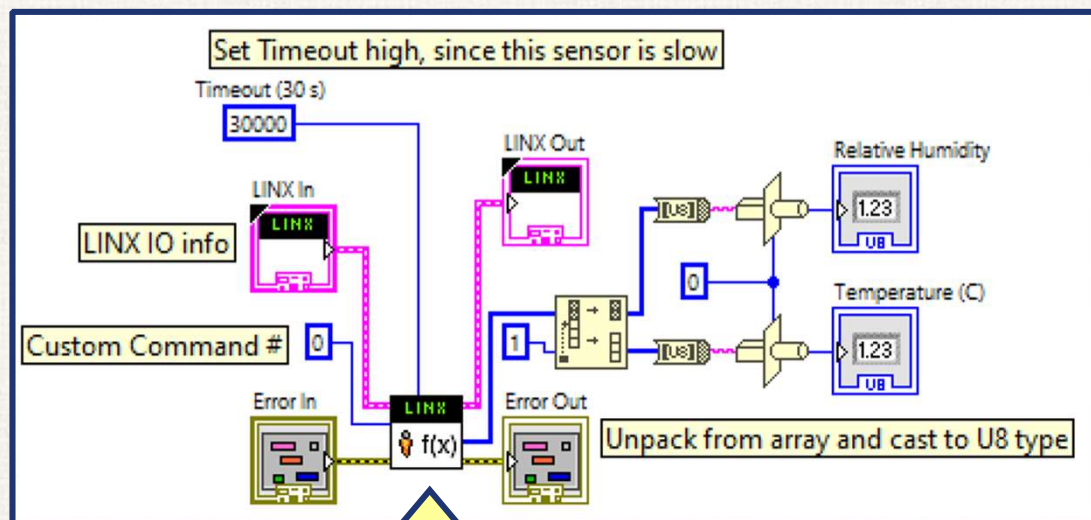 Set Timeout high, since this sensor is slow
Timeout (30 s)
30000
LINX Out
LINX
Relative Humidity
1.23
U8
LINX In
LINX
[U8]
LINX IO info
0
Temperature (C)
1.23
U8
Custom Command #
0
1
[U8]
Error In
LINX
f(x)
Error Out
Unpack from array and cast to U8 type